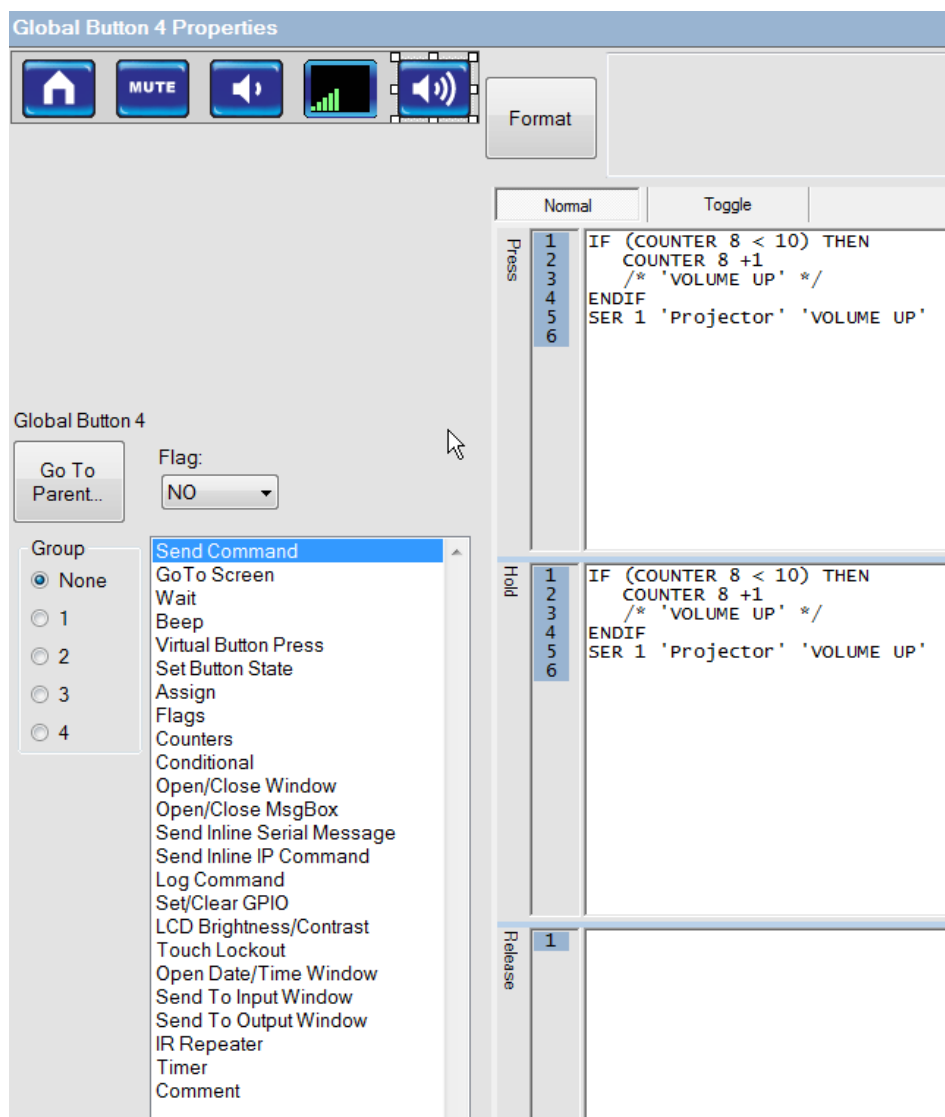 Global Button 4 Properties
MUTE
Format
Normal
Toggle
Press
1
2
3
4
5
6
IF (COUNTER 8 < 10) THEN
COUNTER 8 +1
/* 'VOLUME UP' */
ENDIF
SER 1 'Projector' 'VOLUME UP'
Global Button 4
Go To
Parent...
Flag:
NO
Group
None
1
2
3
4
Send Command
GoTo Screen
Wait
Beep
Virtual Button Press
Set Button State
Assign
Flags
Counters
Conditional
Open/Close Window
Open/Close MsgBox
Send Inline Serial Message
Send Inline IP Command
Log Command
Set/Clear GPIO
LCD Brightness/Contrast
Touch Lockout
Open Date/Time Window
Send To Input Window
Send To Output Window
IR Repeater
Timer
Comment
Hold
1
2
3
4
5
6
IF (COUNTER 8 < 10) THEN
COUNTER 8 +1
/* 'VOLUME UP' */
ENDIF
SER 1 'Projector' 'VOLUME UP'
Release
1